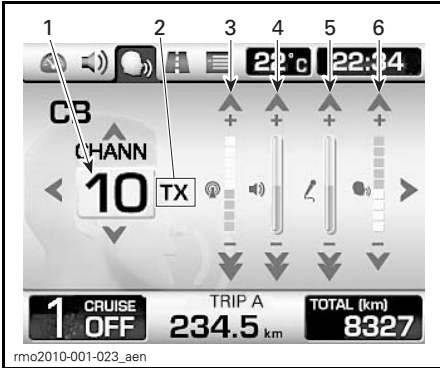 1 2 3 4 5 6
22°c 22:34
CB
CHANN
10 TX
+ + + +
− − − −
1 CRUISE OFF
TRIP A
234.5 km
TOTAL (km)
8327
rmo2010-001-023_aen